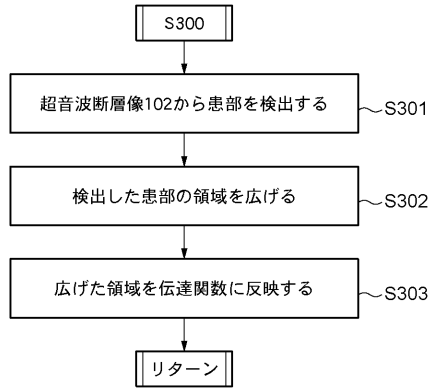 S300
超音波断層像102から患部を検出する
S301
検出した患部の領域を広げる
S302
広げた領域を伝達関数に反映する
S303
リターン